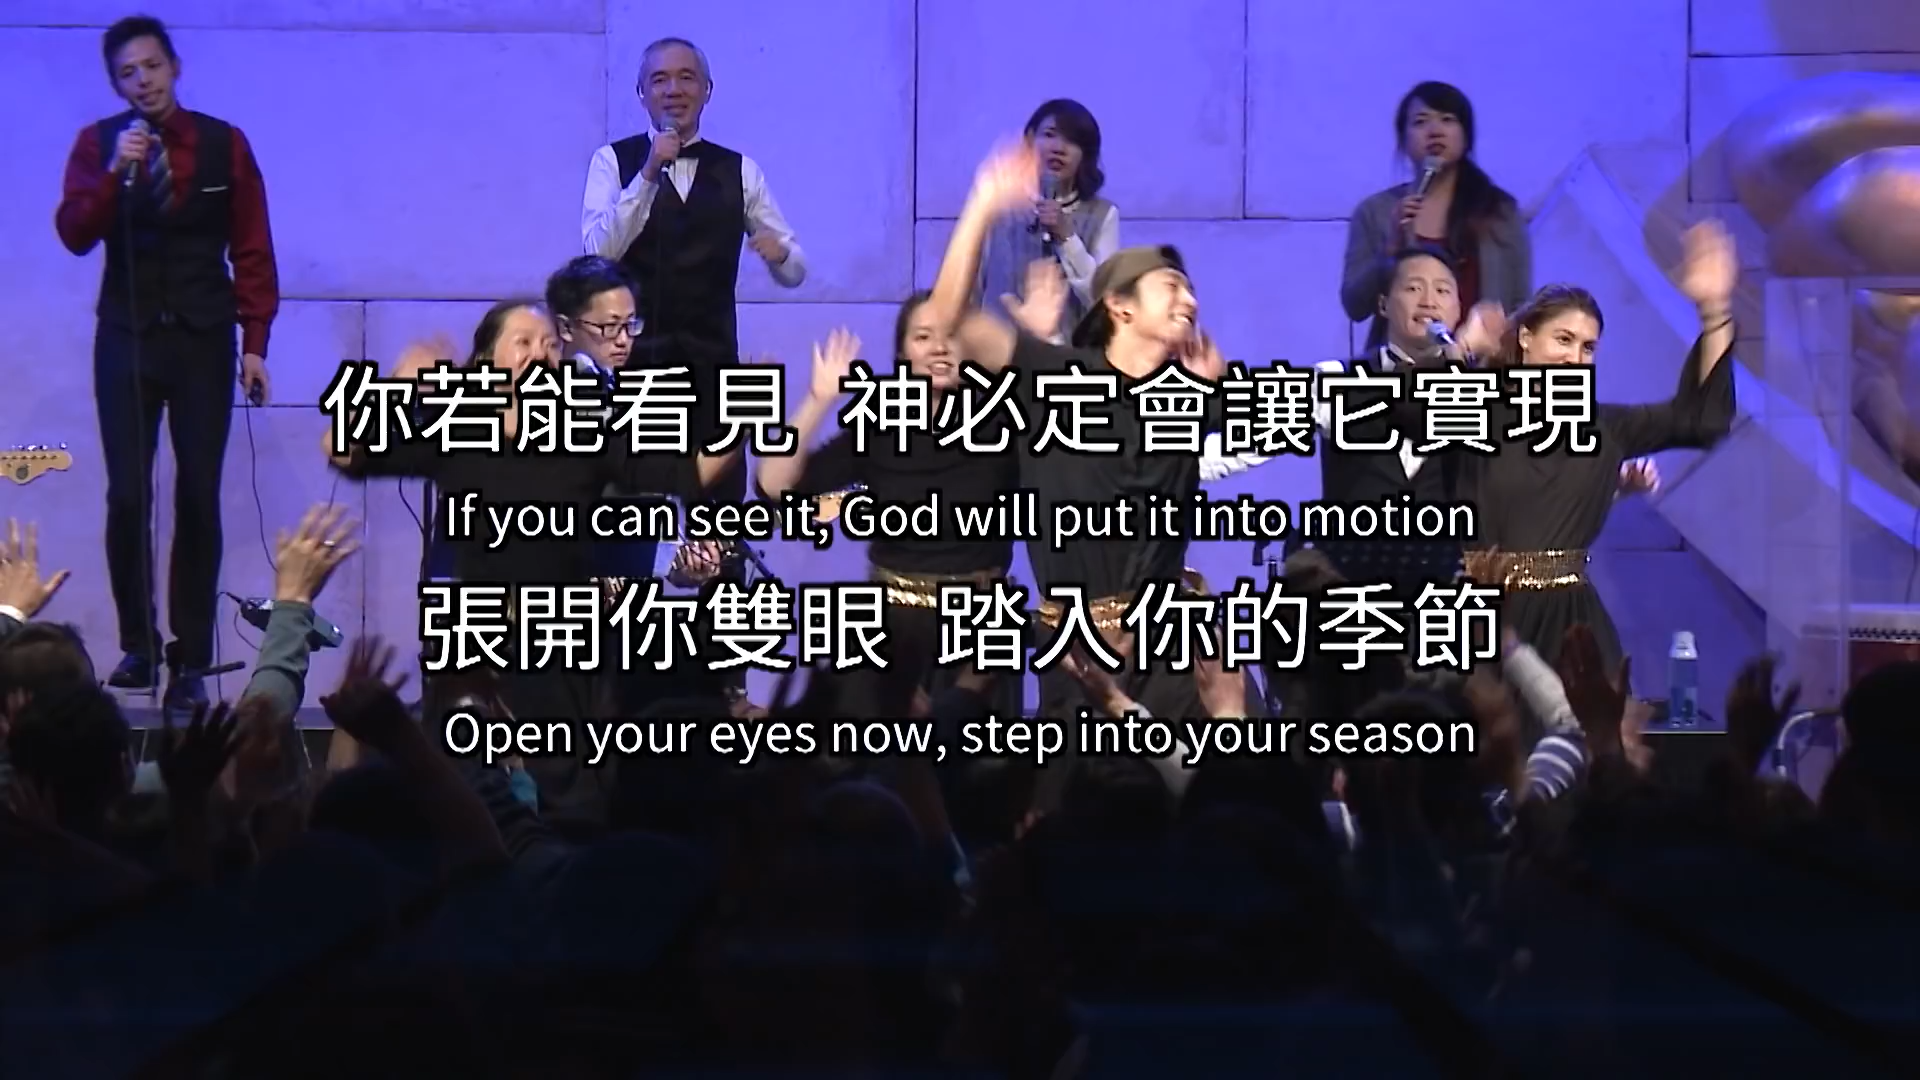 你若能看見 神必定會讓它實現
If you can see it, God will put it into motion
張開你雙眼 踏入你的季節
Open your eyes now, step into your season